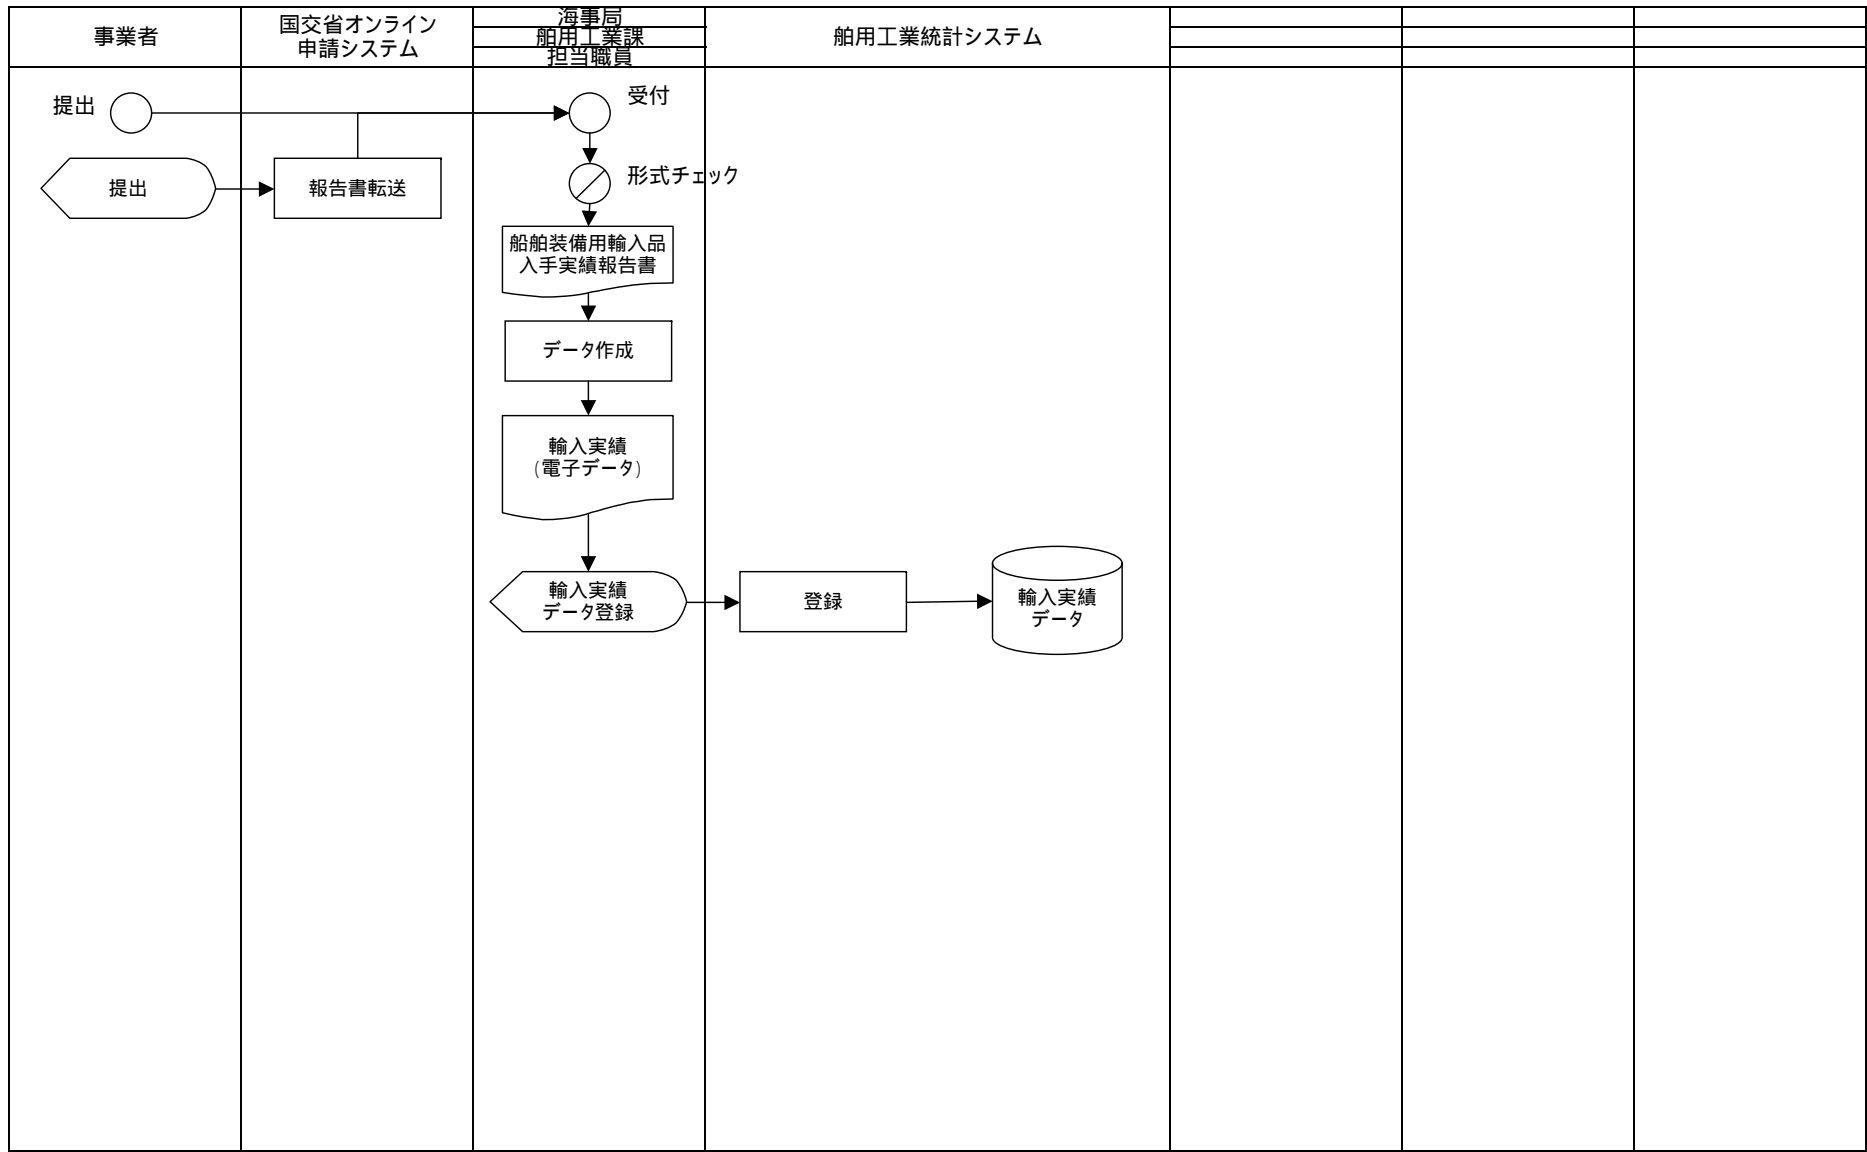 事業者
国交省オンライン
申請システム
海事局
舶用工業課
担当職員
舶用工業統計システム
提出
受付
形式チェック
提出
報告書転送
船舶装備用輸入品
入手実績報告書
データ作成
輸入実績
(電子データ)
輸入実績
データ登録
登録
輸入実績
データ